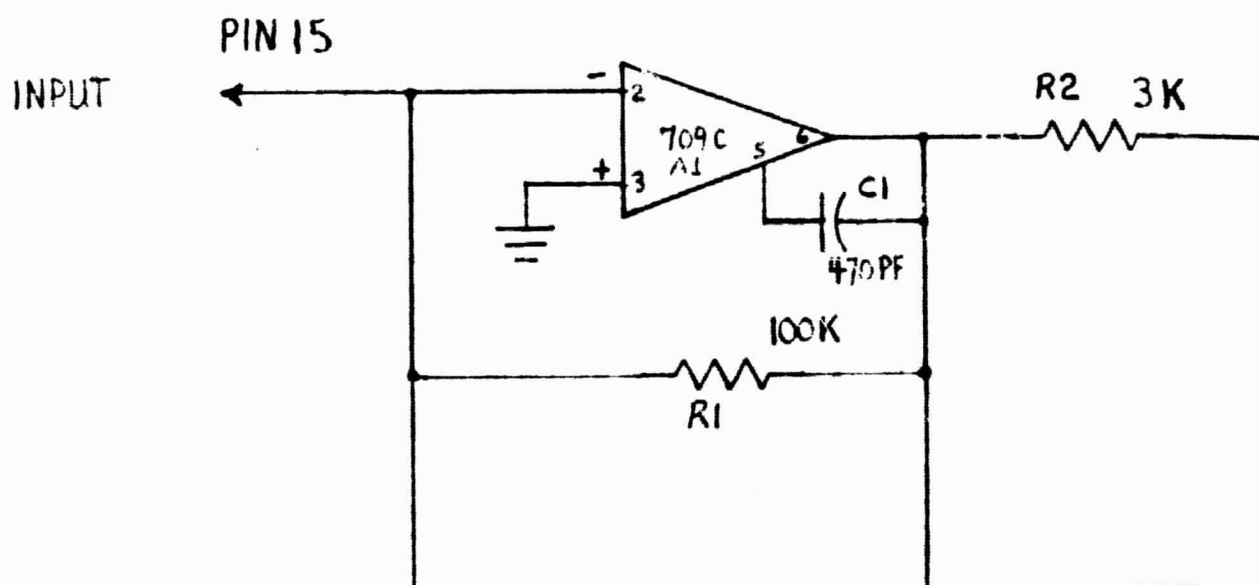 PIN 15
INPUT
-
2
709C
A1
6
5
+
3
R2 3K
C1
470PF
100K
R1